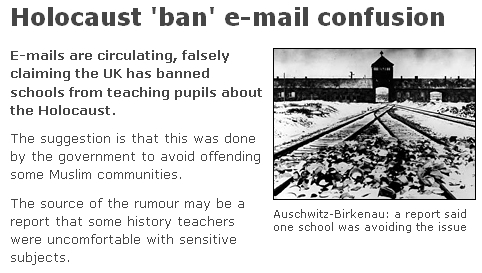 Holocaust 'ban' e-mail confusion
E-mails are circulating, falsely
claiming the UK has banned
schools from teaching pupils about
the Holocaust.
The suggestion is that this was done
by the government to avoid offending
some Muslim communities.
The source of the rumour may be a
report that some history teachers
were uncomfortable with sensitive
subjects.
Auschwitz-Birkenau: a report said
one school was avoiding the issue